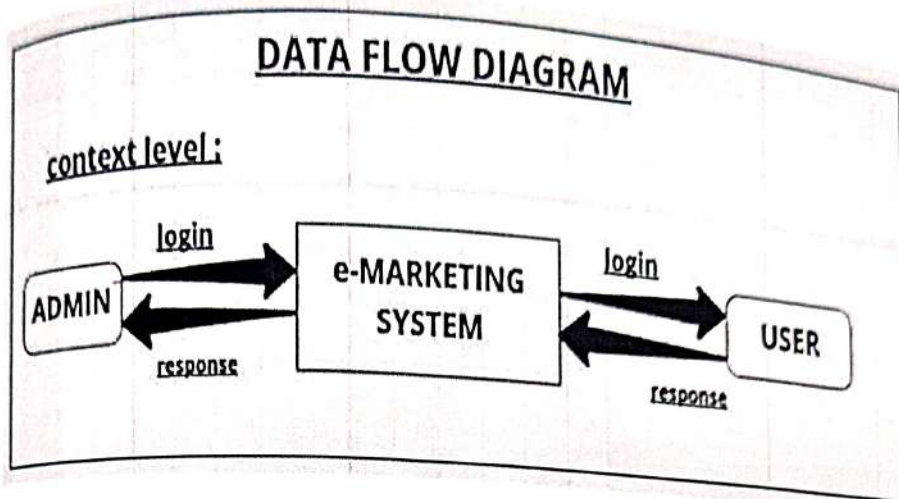 DATA FLOW DIAGRAM
context level ;
login
ADMIN
response
e-MARKETING
SYSTEM
login
USER
response